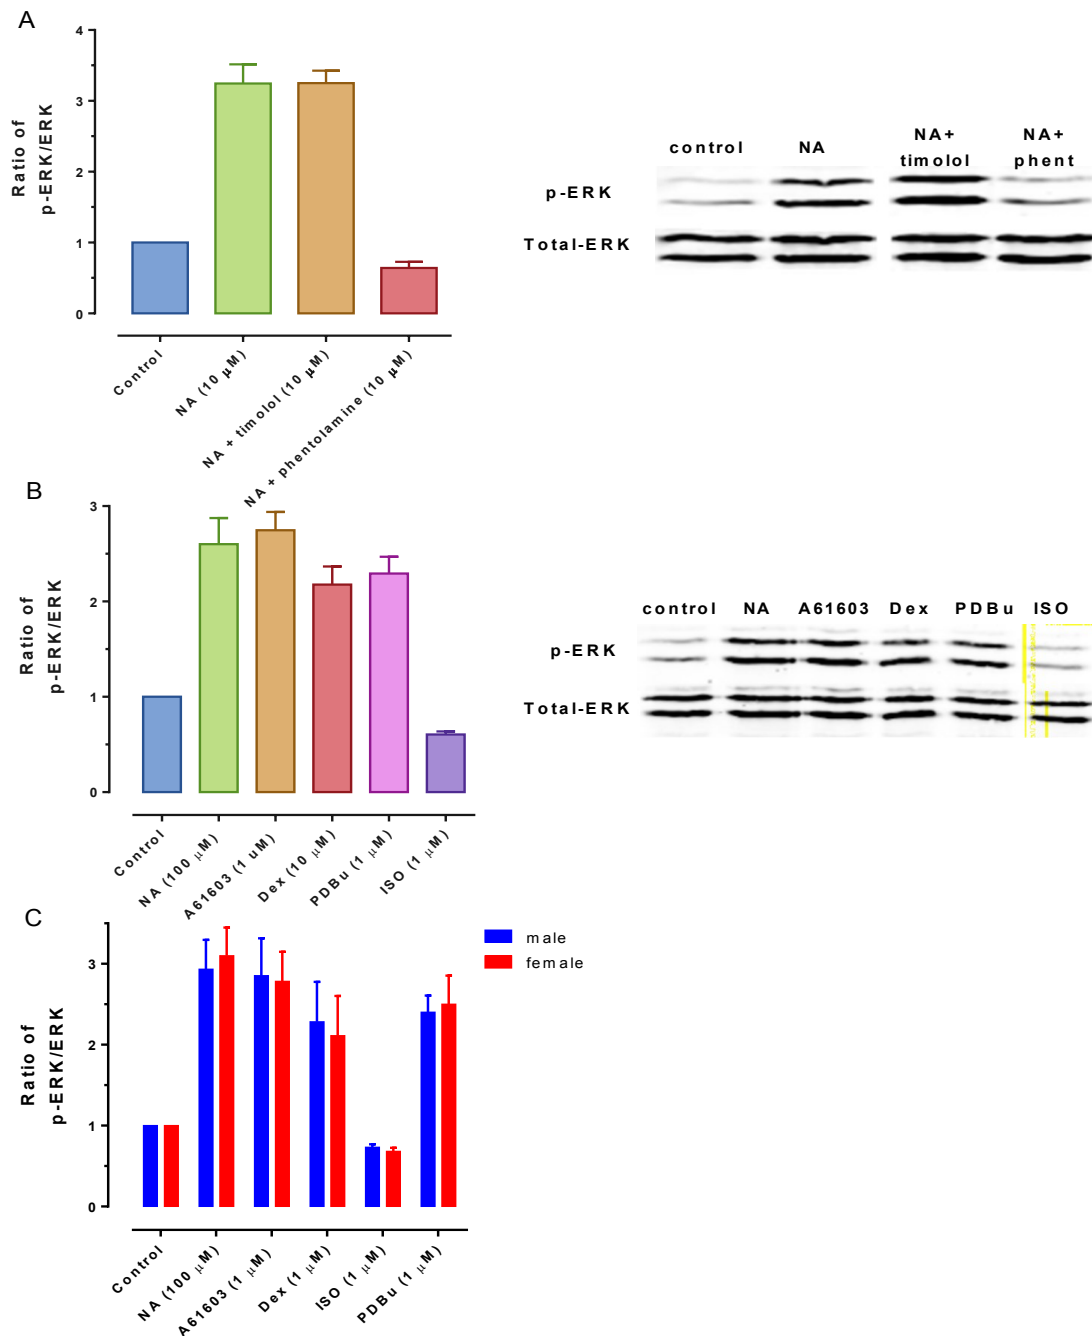 A
Ratio of
p-ERK/ERK
4
3
2
1
0
Control
NA (10 μM)
NA + timolol (10 μM)
NA + phentolamine (10 μM)
control
NA
NA+
timolol
NA+
phent
p-ERK
Total-ERK
B
Ratio of
p-ERK/ERK
3
2
1
0
Control
NA (100 μM)
A61603 (1 uM)
Dex (10 μM)
PDBu (1 μM)
ISO (1 μM)
control NA A61603 Dex PDBu ISO
p-ERK
Total-ERK
C
Ratio of
p-ERK/ERK
3
2
1
0
male
female
Control
NA (100 μM)
A61603 (1 μM)
Dex (1 μM)
ISO (1 μM)
PDBu (1 μM)